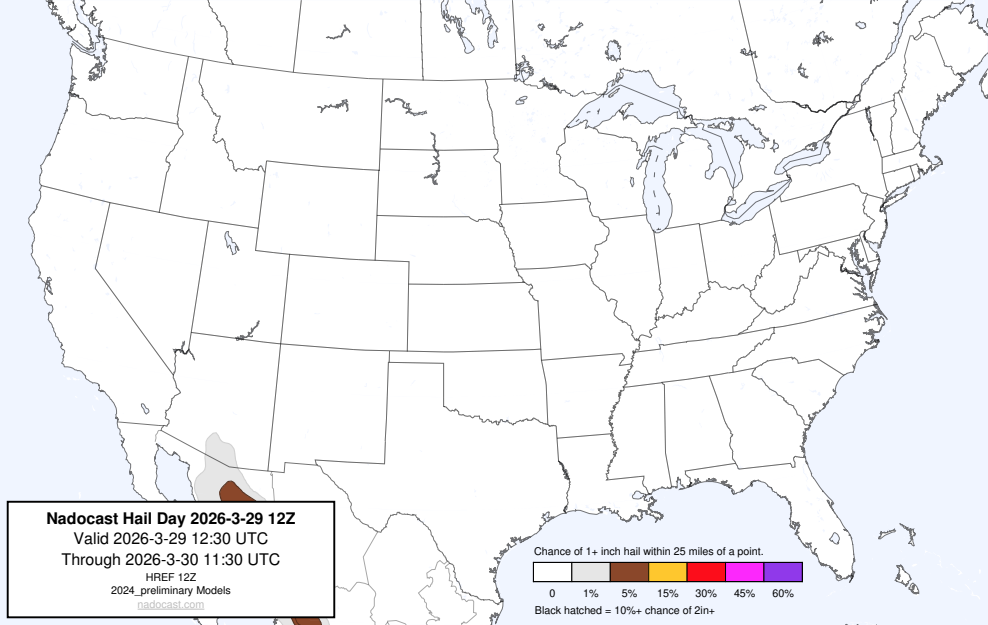 Nadocast Hail Day 2026-3-29 12Z
Valid 2026-3-29 12:30 UTC
Through 2026-3-30 11:30 UTC
HREF 12Z
2024_preliminary Models
nadocast.com
Chance of 1+ inch hail within 25 miles of a point.
0 1% 5% 15% 30% 45% 60%
Black hatched = 10%+ chance of 2in+